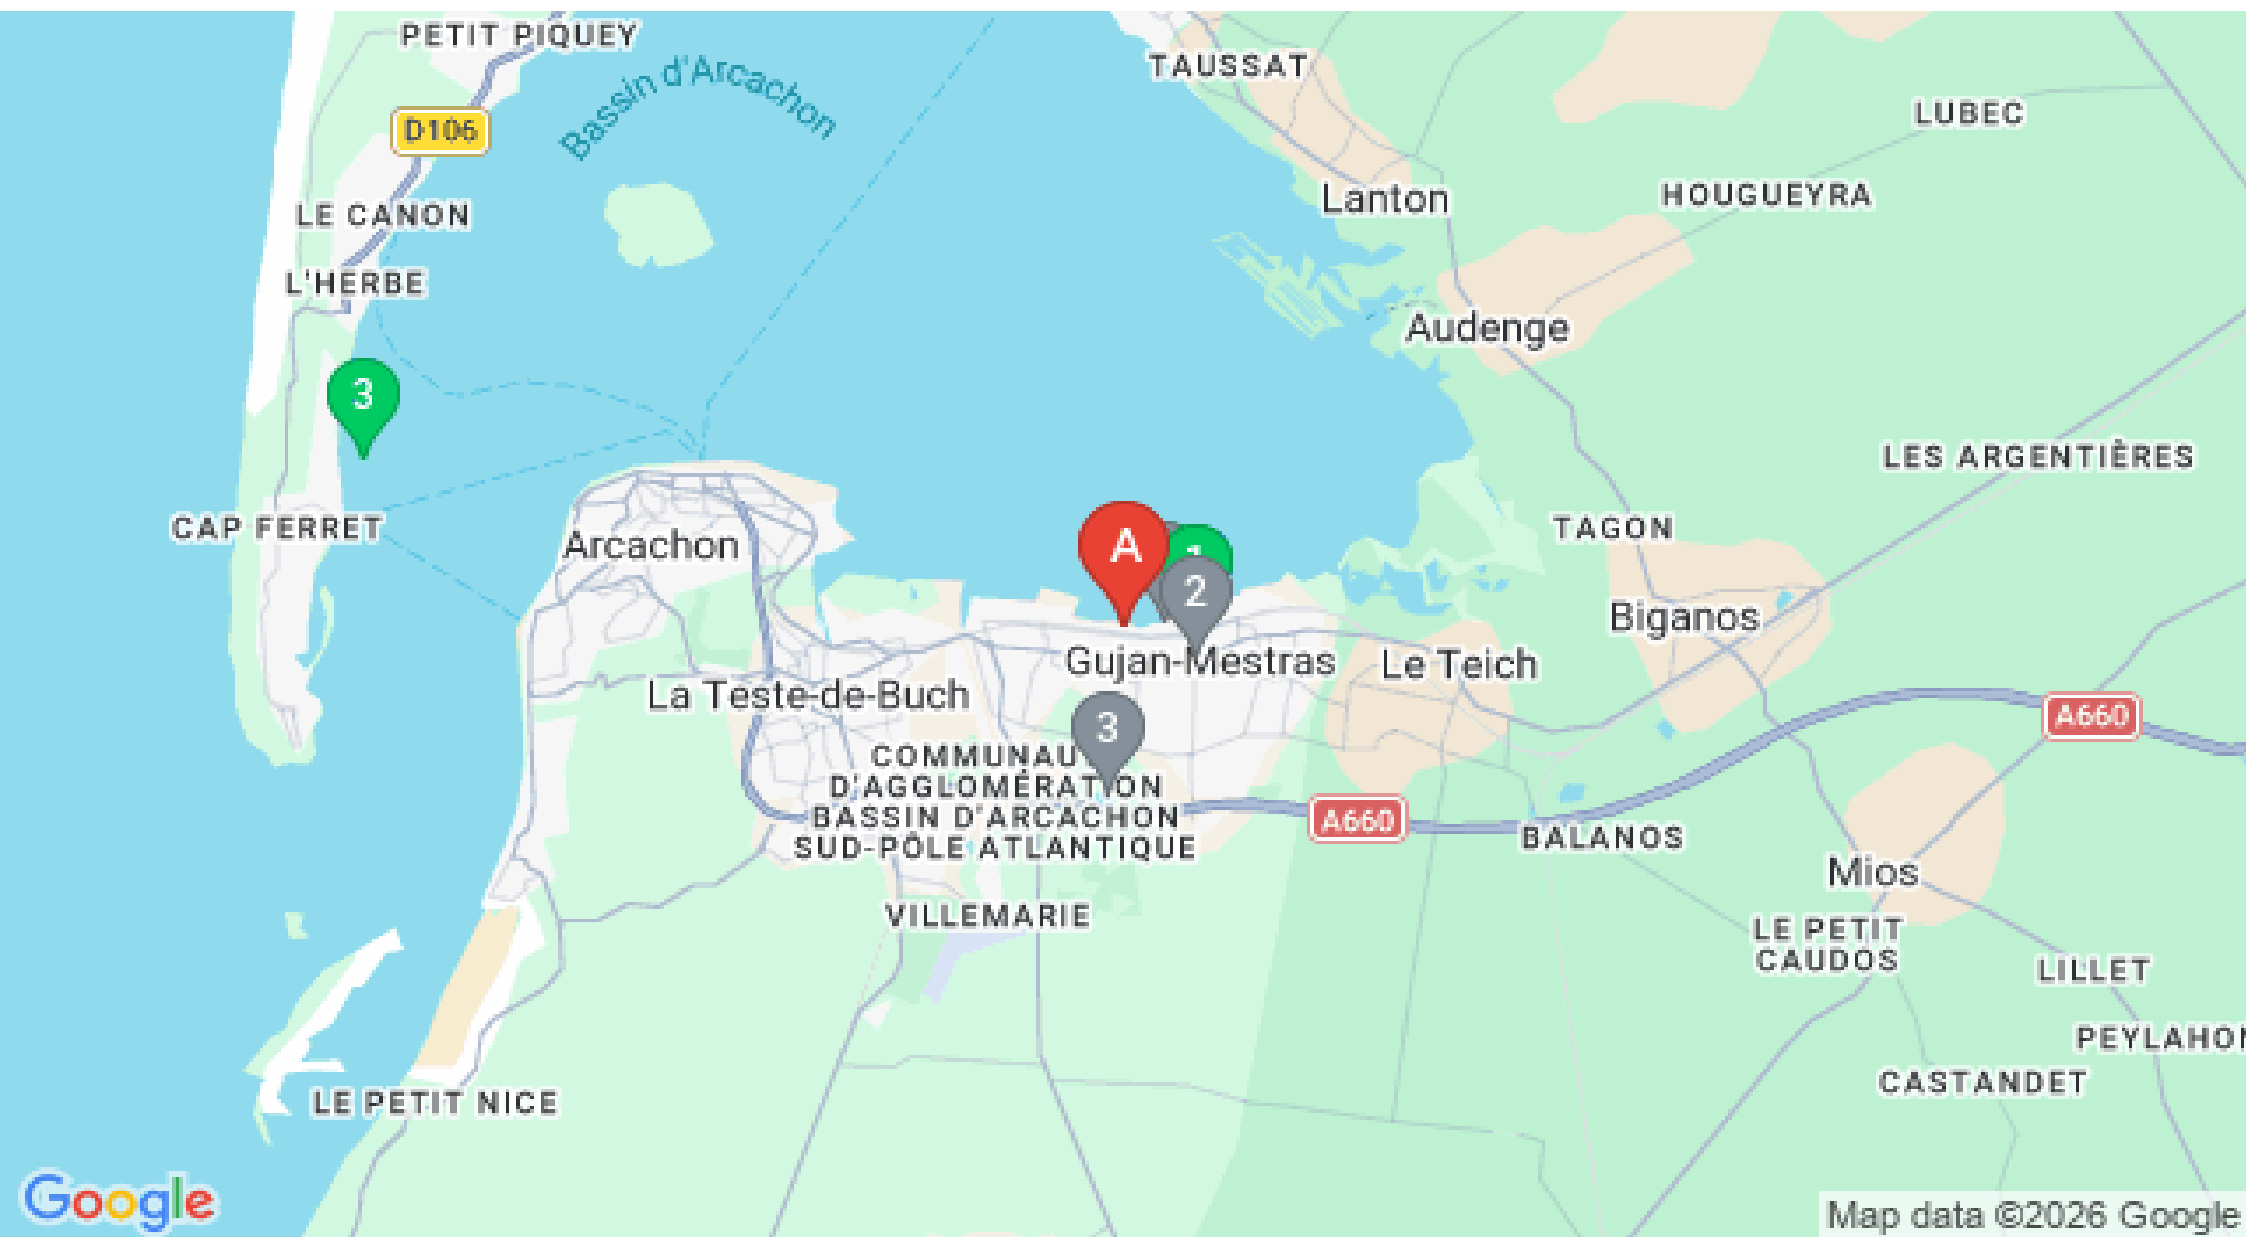 PETIT PIQUEY
Bassin d'Arcachon
TAUSSAT
D106
LUBEC
LE CANON
Lanton
HOUGUEYRA
L'HERBE
Audenge
3
LES ARGENTIÈRES
CAP FERRET
Arcachon
A
1
2
TAGON
Biganos
Gujan-Mestras
Le Teich
La Teste-de-Buch
3
A660
COMMUNAU
D'AGGLOMÉRATION
BASSIN D'ARCACHON
SUD-PÔLE ATLANTIQUE
A660
BALANOS
Mios
VILLEMARIE
LE PETIT
CAUDOS
LILLET
PEYLAHON
CASTANDET
LE PETIT NICE
Google
Map data ©2026 Google